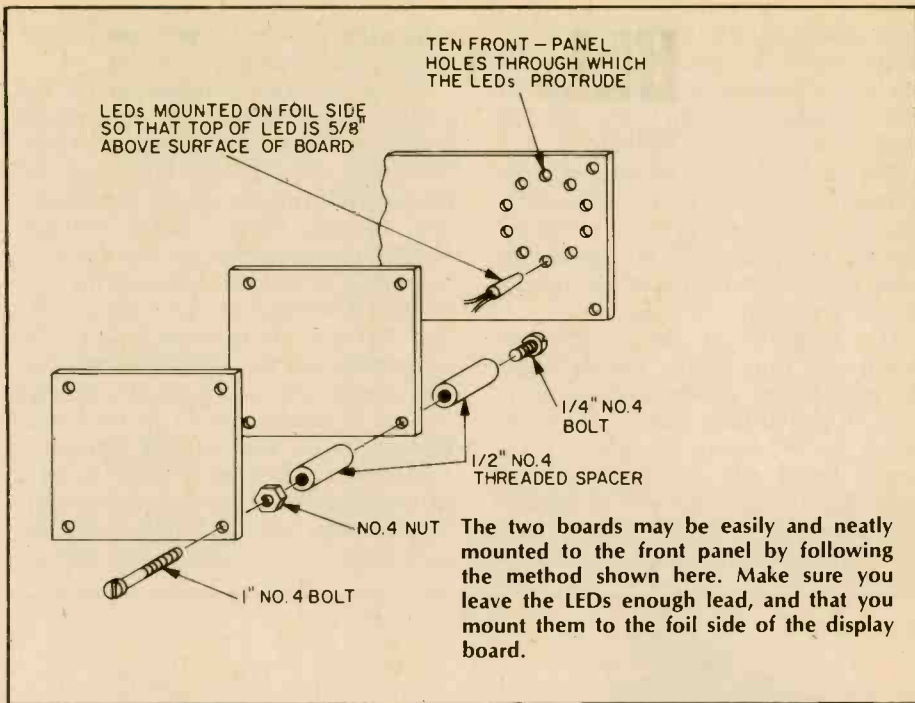 TEN FRONT – PANEL
HOLES THROUGH WHICH
THE LEDs PROTRUDE
LEDs MOUNTED ON FOIL SIDE
SO THAT TOP OF LED IS 5/8"
ABOVE SURFACE OF BOARD
1/4" NO.4
BOLT
1/2" NO.4
THREADED SPACER
NO.4 NUT
1" NO. 4 BOLT
The two boards may be easily and neatly
mounted to the front panel by following
the method shown here. Make sure you
leave the LEDs enough lead, and that you
mount them to the foil side of the display
board.